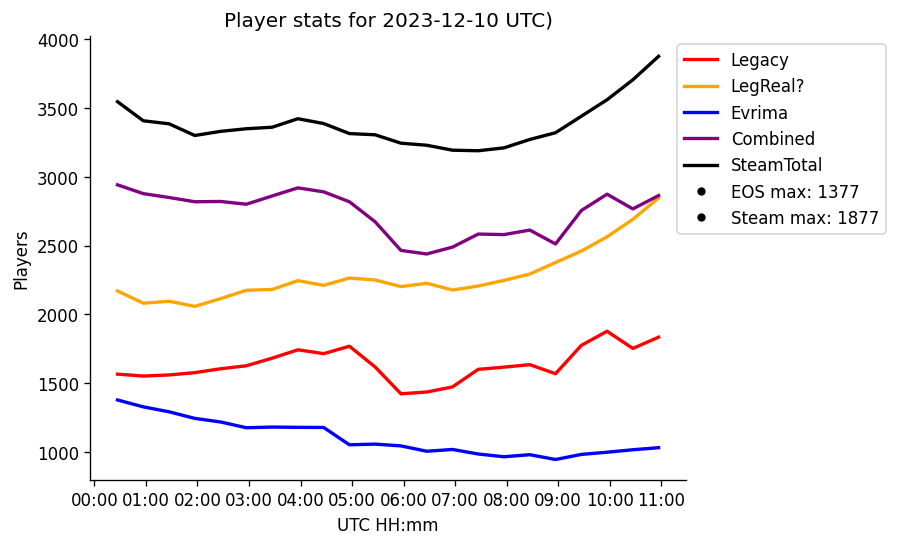 Player stats for 2023-12-10 UTC)
4000
3500
3000
2500
2000
1500
1000
Players
00:00 01:00 02:00 03:00 04:00 05:00 06:00 07:00 08:00 09:00 10:00 11:00
UTC HH:mm
Legacy
LegReal?
Evrima
Combined
SteamTotal
EOS max: 1377
Steam max: 1877